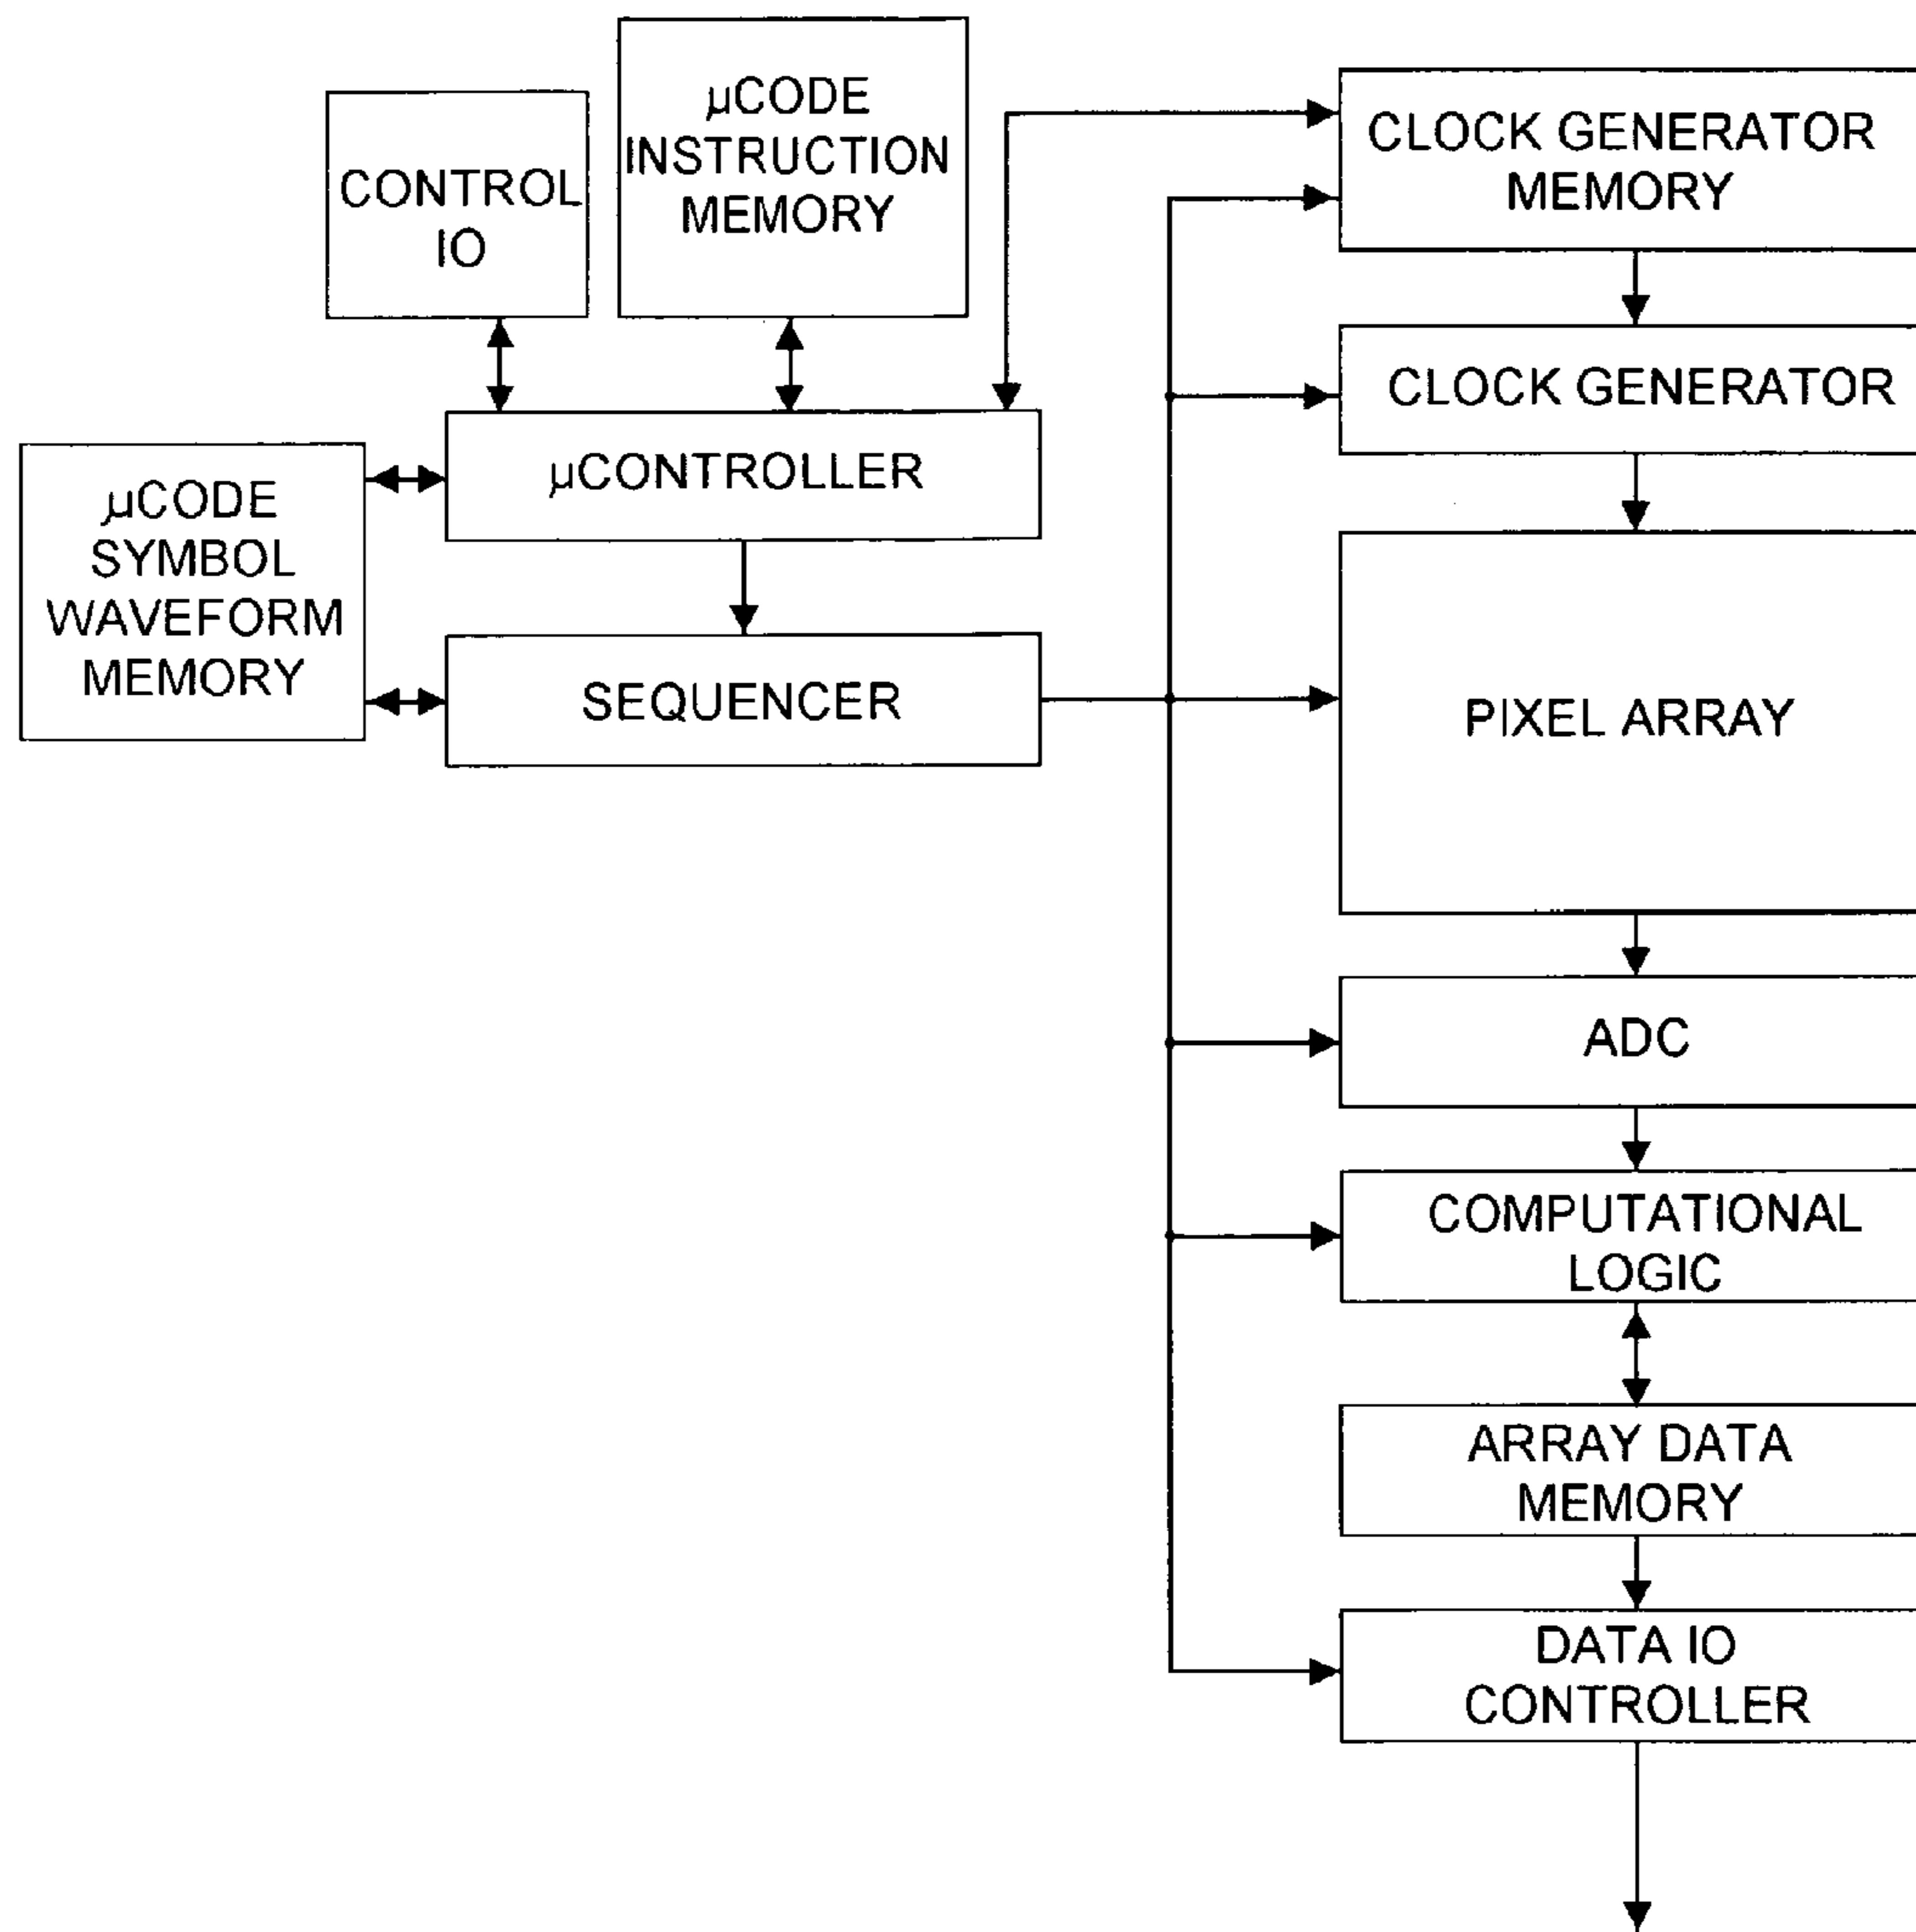 µCODE
INSTRUCTION
MEMORY
CONTROL
IO
CLOCK GENERATOR
MEMORY
CLOCK GENERATOR
µCONTROLLER
µCODE
SYMBOL
WAVEFORM
MEMORY
SEQUENCER
PIXEL ARRAY
ADC
COMPUTATIONAL
LOGIC
ARRAY DATA
MEMORY
DATA IO
CONTROLLER